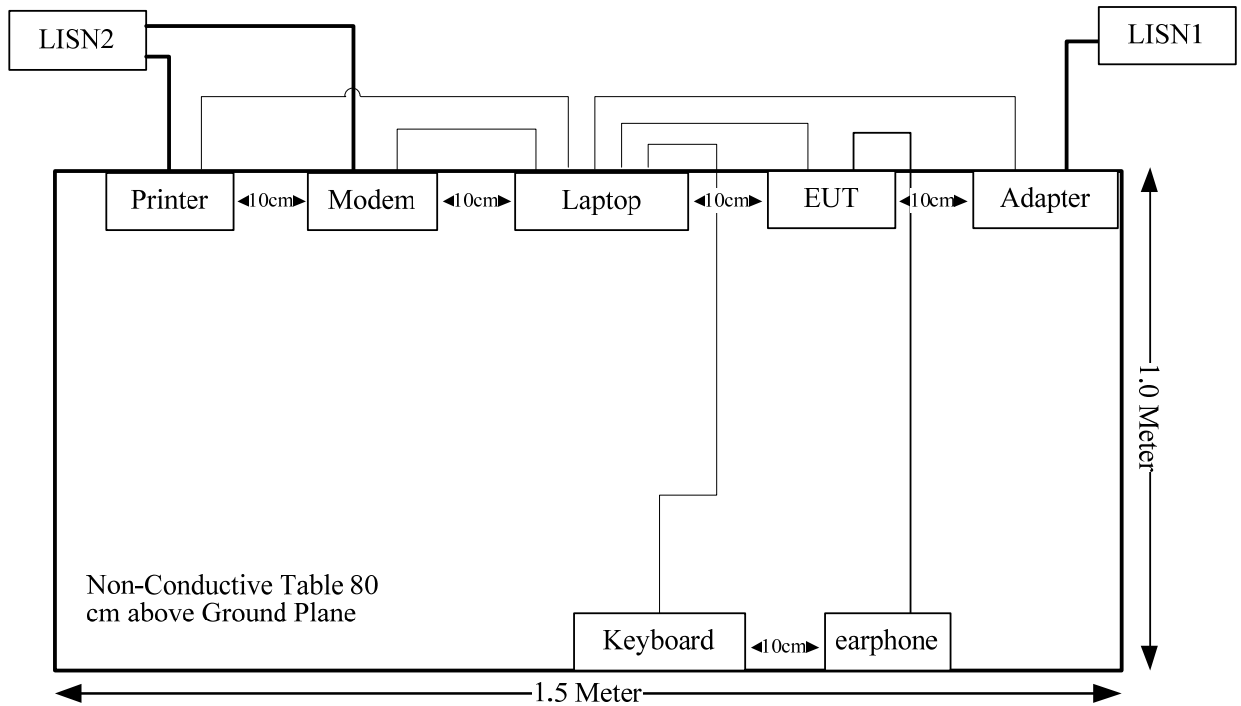 LISN2
LISN1
Printer
10cm
Modem
10cm
Laptop
10cm
EUT
10cm
Adapter
1.0 Meter
Non-Conductive Table 80
cm above Ground Plane
Keyboard
10cm
earphone
1.5 Meter